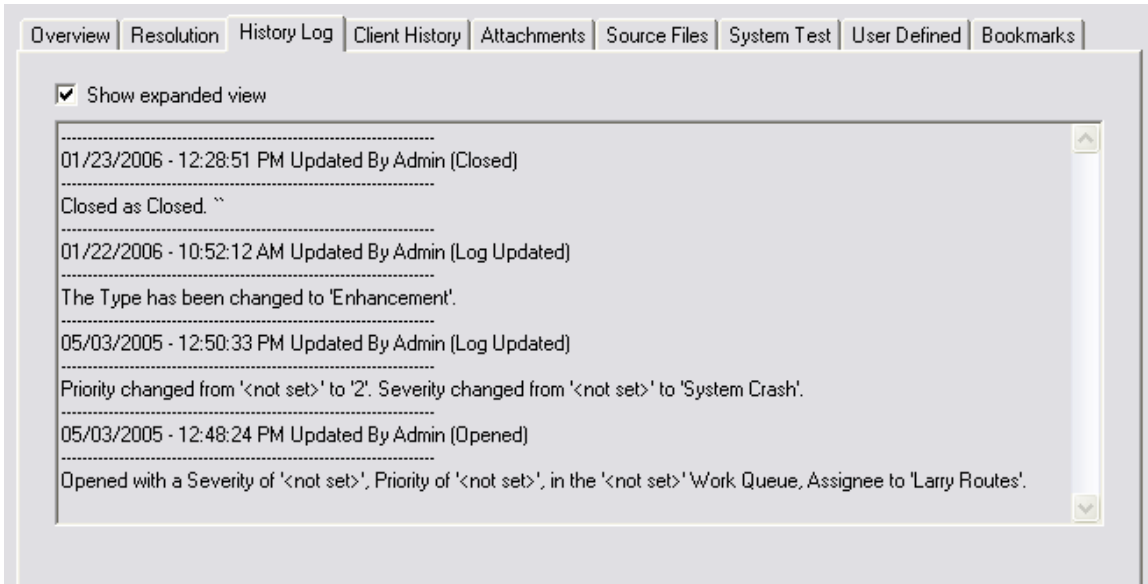 Overview Resolution History Log Client History Attachments Source Files System Test User Defined Bookmarks
Show expanded view
----------------------------------------------------------------------
01/23/2006 - 12:28:51 PM Updated By Admin (Closed)
----------------------------------------------------------------------
Closed as Closed. ``
----------------------------------------------------------------------
01/22/2006 - 10:52:12 AM Updated By Admin (Log Updated)
----------------------------------------------------------------------
The Type has been changed to 'Enhancement'.
----------------------------------------------------------------------
05/03/2005 - 12:50:33 PM Updated By Admin (Log Updated)
----------------------------------------------------------------------
Priority changed from '<not set>' to '2'. Severity changed from '<not set>' to 'System Crash'.
----------------------------------------------------------------------
05/03/2005 - 12:48:24 PM Updated By Admin (Opened)
----------------------------------------------------------------------
Opened with a Severity of '<not set>', Priority of '<not set>', in the '<not set>' Work Queue, Assignee to 'Larry Routes'.